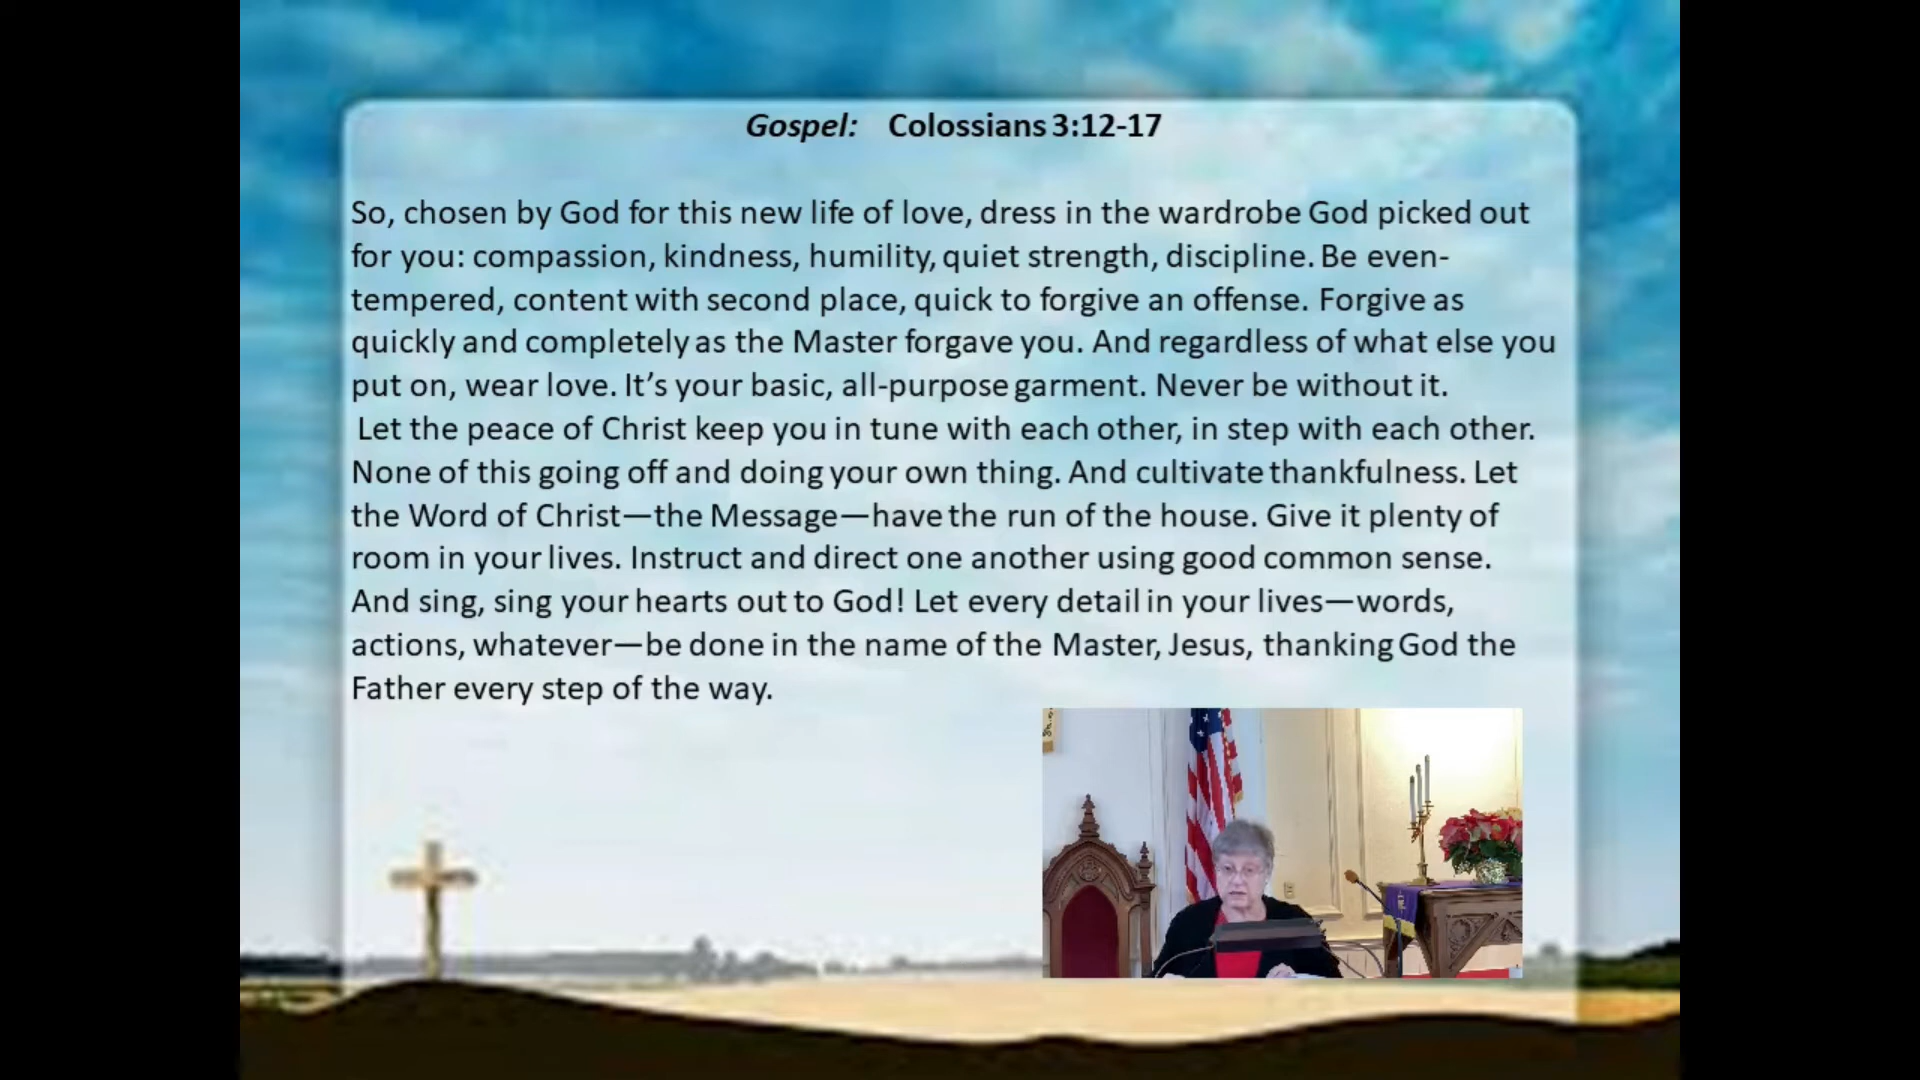 Gospel: Colossians 3:12-17
So, chosen by God for this new life of love, dress in the wardrobe God picked out
for you: compassion, kindness, humility, quiet strength, discipline. Be even-
tempered, content with second place, quick to forgive an offense. Forgive as
quickly and completely as the Master forgave you. And regardless of what else you
put on, wear love. It’s your basic, all-purpose garment. Never be without it.
Let the peace of Christ keep you in tune with each other, in step with each other.
None of this going off and doing your own thing. And cultivate thankfulness. Let
the Word of Christ—the Message—have the run of the house. Give it plenty of
room in your lives. Instruct and direct one another using good common sense.
And sing, sing your hearts out to God! Let every detail in your lives—words,
actions, whatever—be done in the name of the Master, Jesus, thanking God the
Father every step of the way.